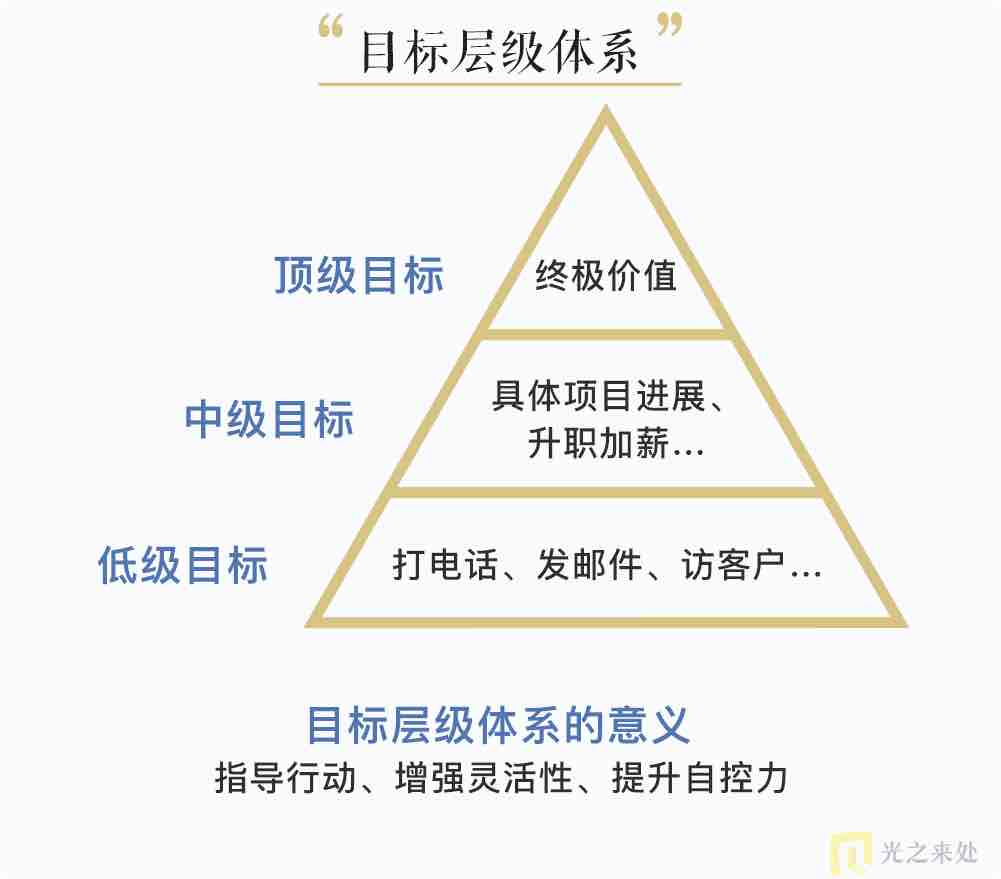 “目标层级体系”
顶级目标 终极价值
中级目标 具体项目进展、
升职加薪...
低级目标 打电话、发邮件、访客户...
目标层级体系的意义
指导行动、增强灵活性、提升自控力
光之来处